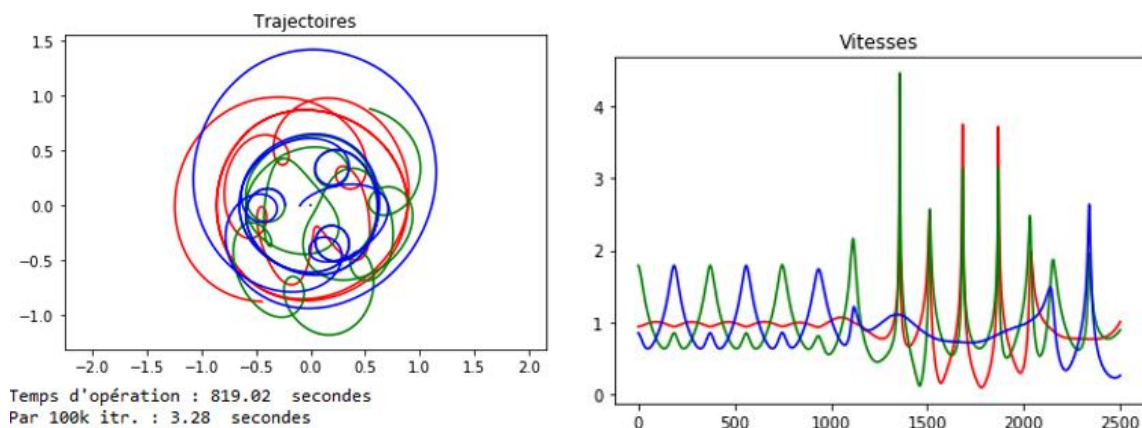 Trajectoires
1.5
1.0
0.5
0.0
−0.5
−1.0
−2.0 −1.5 −1.0 −0.5 0.0 0.5 1.0 1.5 2.0
Temps d'opération : 819.02 secondes
Par 100k itr. : 3.28 secondes
Vitesses
4
3
2
1
0
0 500 1000 1500 2000 2500